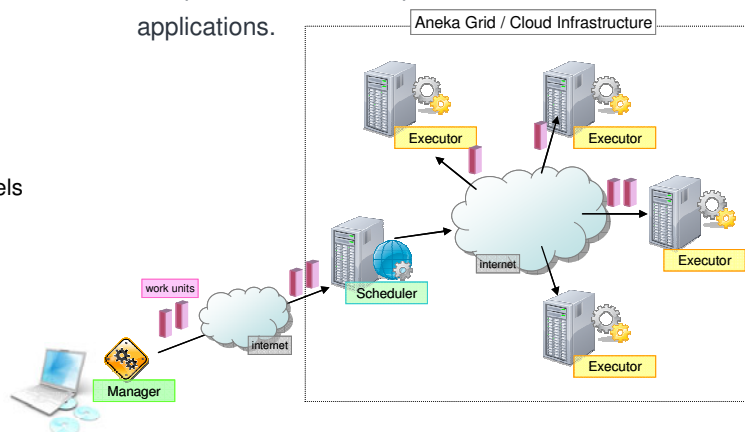 applications.
Aneka Grid / Cloud Infrastructure
Executor
Executor
els
Executor
internet
Scheduler
work units
internet
Executor
Manager